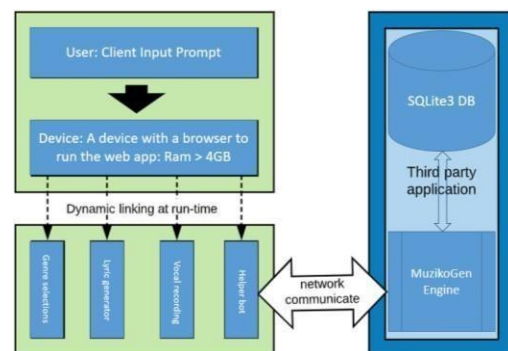 User: Client Input Prompt
Device: A device with a browser to
run the web app: Ram > 4GB
Dynamic linking at run-time
Genre selections
Lyric generator
Vocal recording
Helper bot
network
communicate
SQLite3 DB
Third party
application
MuzikoGen
Engine